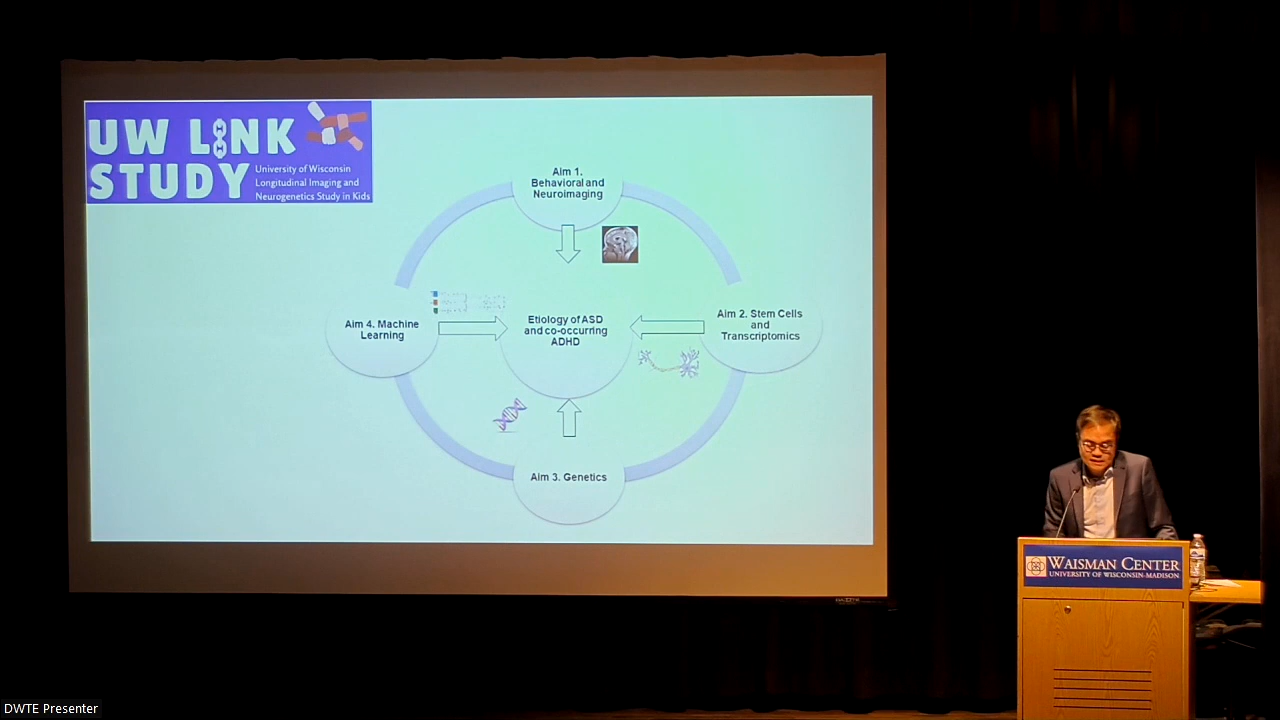 UW LINK
STUDY
University of Wisconsin
Longitudinal Imaging and
Neurogenetics Study in Kids
Aim 1.
Behavioral and
Neuroimaging
Aim 4. Machine
Learning
Etiology of ASD
and co-occurring
ADHD
Aim 2. Stem Cells
and
Transcriptomics
Aim 3. Genetics
WAISMAN CENTER
UNIVERSITY OF WISCONSIN-MADISON
DWTE Presenter